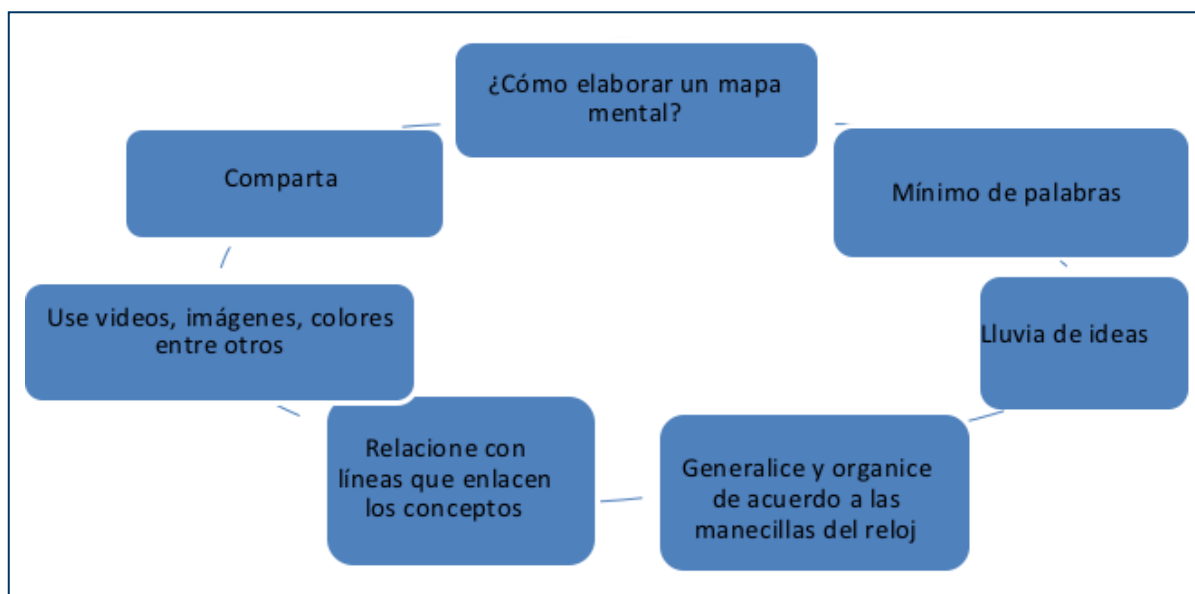 ¿Cómo elaborar un mapa
mental?
Mínimo de palabras
Lluvia de ideas
Generalice y organice
de acuerdo a las
manecillas del reloj
Relacione con
líneas que enlacen
los conceptos
Use videos, imágenes, colores
entre otros
Comparta